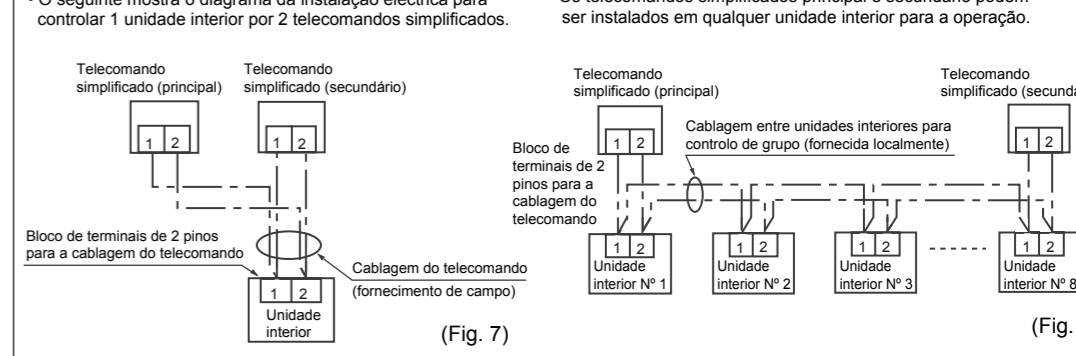 • O seguinte mostra o diagrama da instalação eléctrica para
controlar 1 unidade interior por 2 telecomandos simplificados.
Telecomando
simplificado (principal)
Telecomando
simplificado (secundário)
1 2
1 2
Bloco de terminais de 2 pinos
para a cablagem do telecomando
Cablagem do telecomando
(fornecimento de campo)
1 2
Unidade
interior
(Fig. 7)
Os telecomandos simplificados principal e secundário podem
ser instalados em qualquer unidade interior para a operação.
Telecomando
simplificado (principal)
Telecomando
simplificado
1 2
1 2
Cablagem entre unidades interiores para
controlo de grupo (fornecida localmente)
Bloco de
terminais de 2
pinos para a
cablagem do
telecomando
1 2
Unidade
interior Nº 1
1 2
Unidade
interior Nº 2
1 2
Unidade
interior Nº 3
1 2
Unidade
interior Nº 8
(Fig.